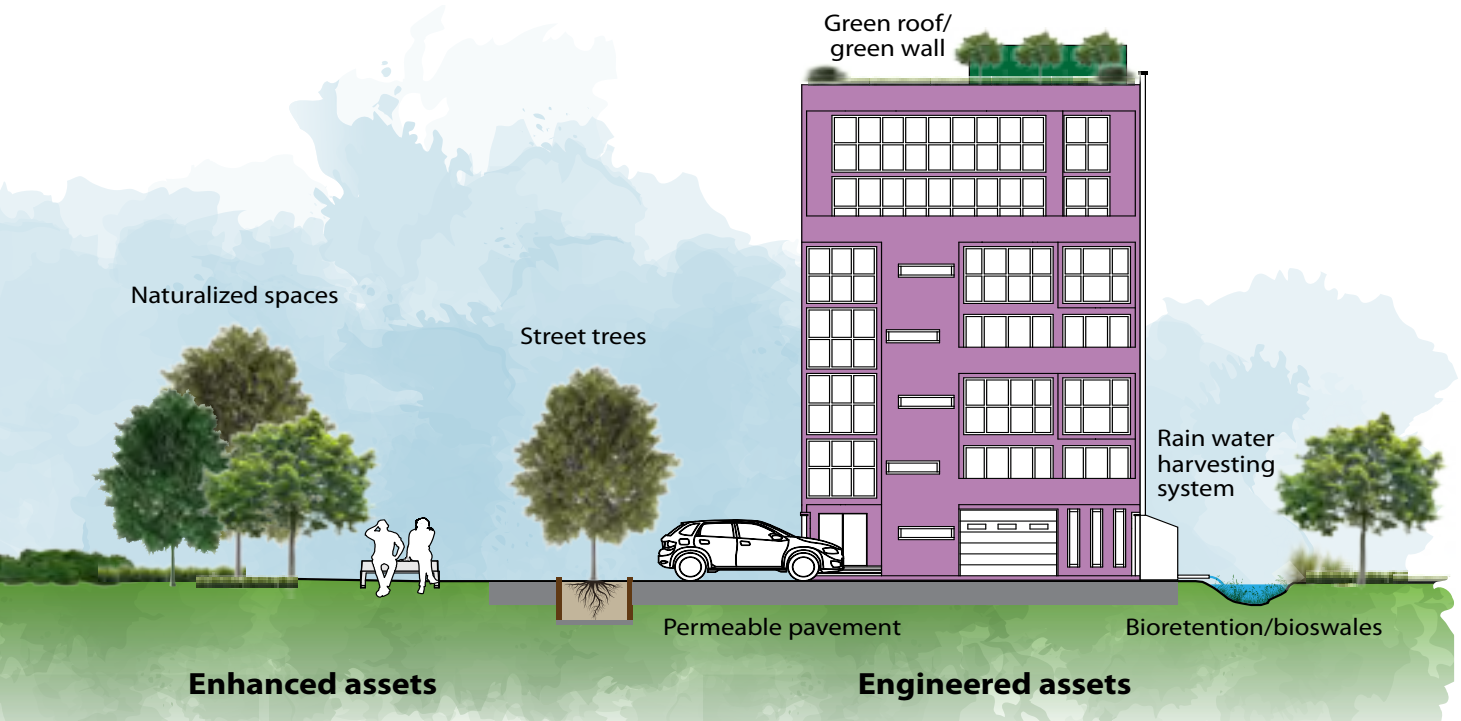 Green roof/
green wall
Naturalized spaces
Street trees
Rain water
harvesting
system
Permeable pavement
Bioretention/bioswales
Enhanced assets
Engineered assets